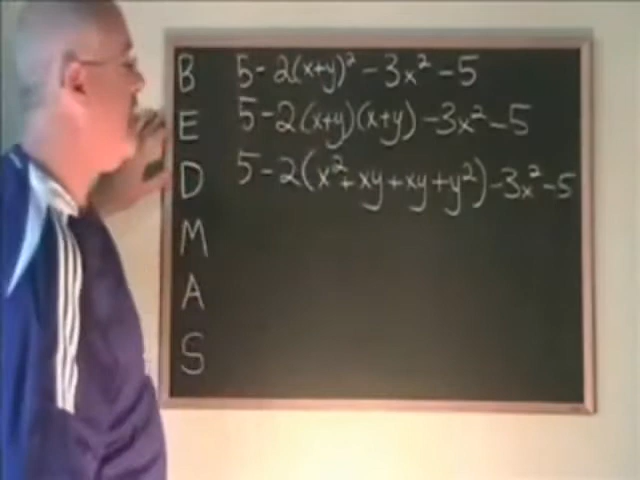 B 5-2(x+y)² -3x² -5
E 5-2(x+y)(x+y) -3x² -5
D 5-2(x²+xy+xy+y²)-3x²-5
M
A
S